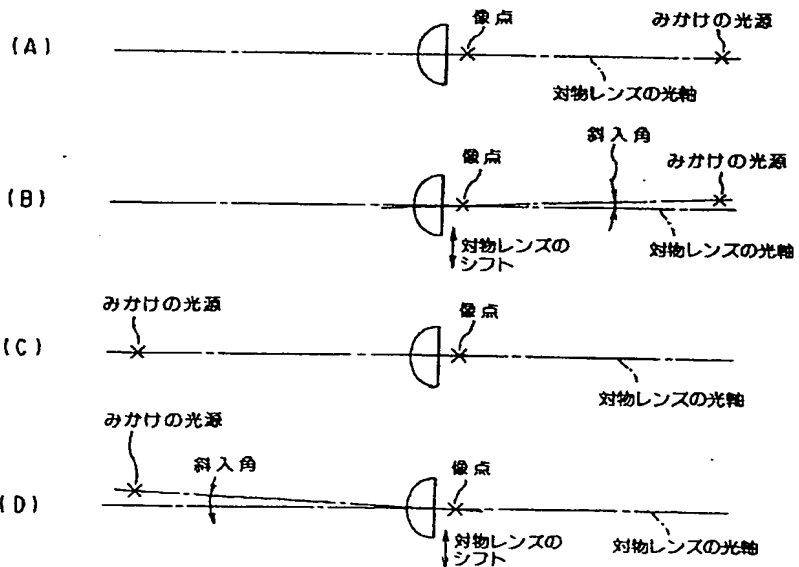 (A)
像点
みかけの光源
対物レンズの光軸
(B)
像点
斜入角
みかけの光源
対物レンズの
シフト
対物レンズの光軸
(C)
みかけの光源
像点
対物レンズの光軸
(D)
みかけの光源
斜入角
像点
対物レンズの
シフト
対物レンズの光軸